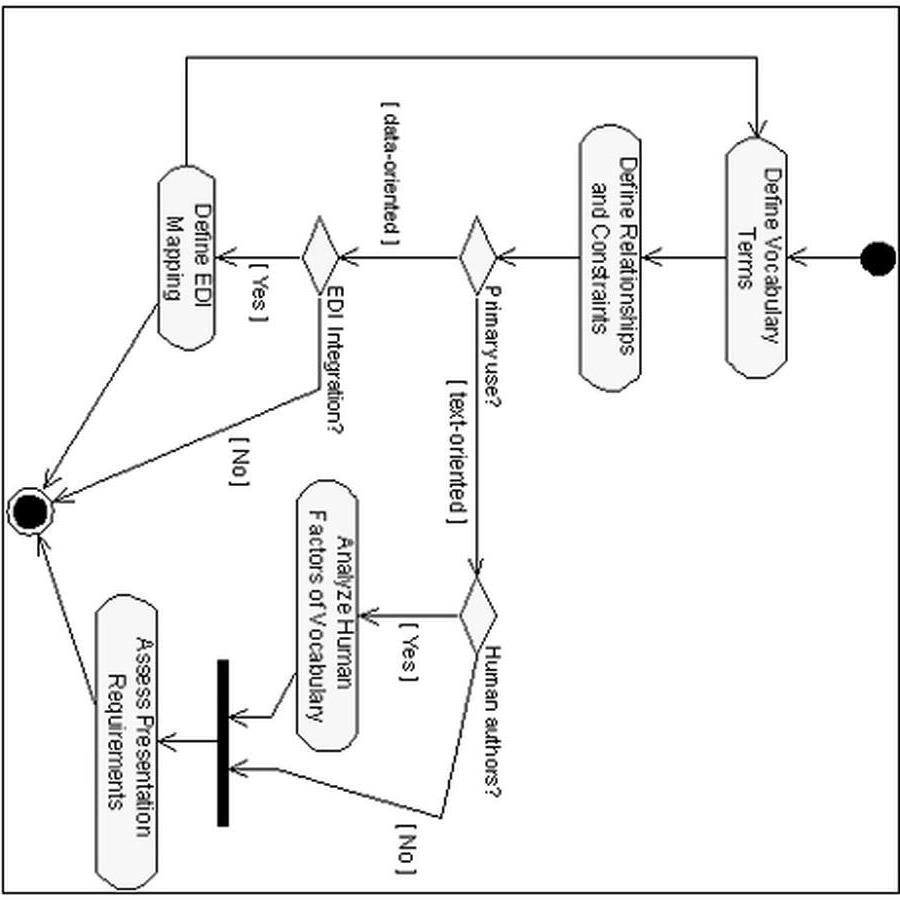 Define Vocabulary
Terms
Define Relationships
and Constraints
Primary use?
[ data-oriented ]
[ text-oriented ]
EDI Integration?
Human authors?
[ Yes ]
[ No ]
[ Yes ]
[ No ]
Define EDI
Mapping
Analyze Human
Factors of Vocabulary
Assess Presentation
Requirements